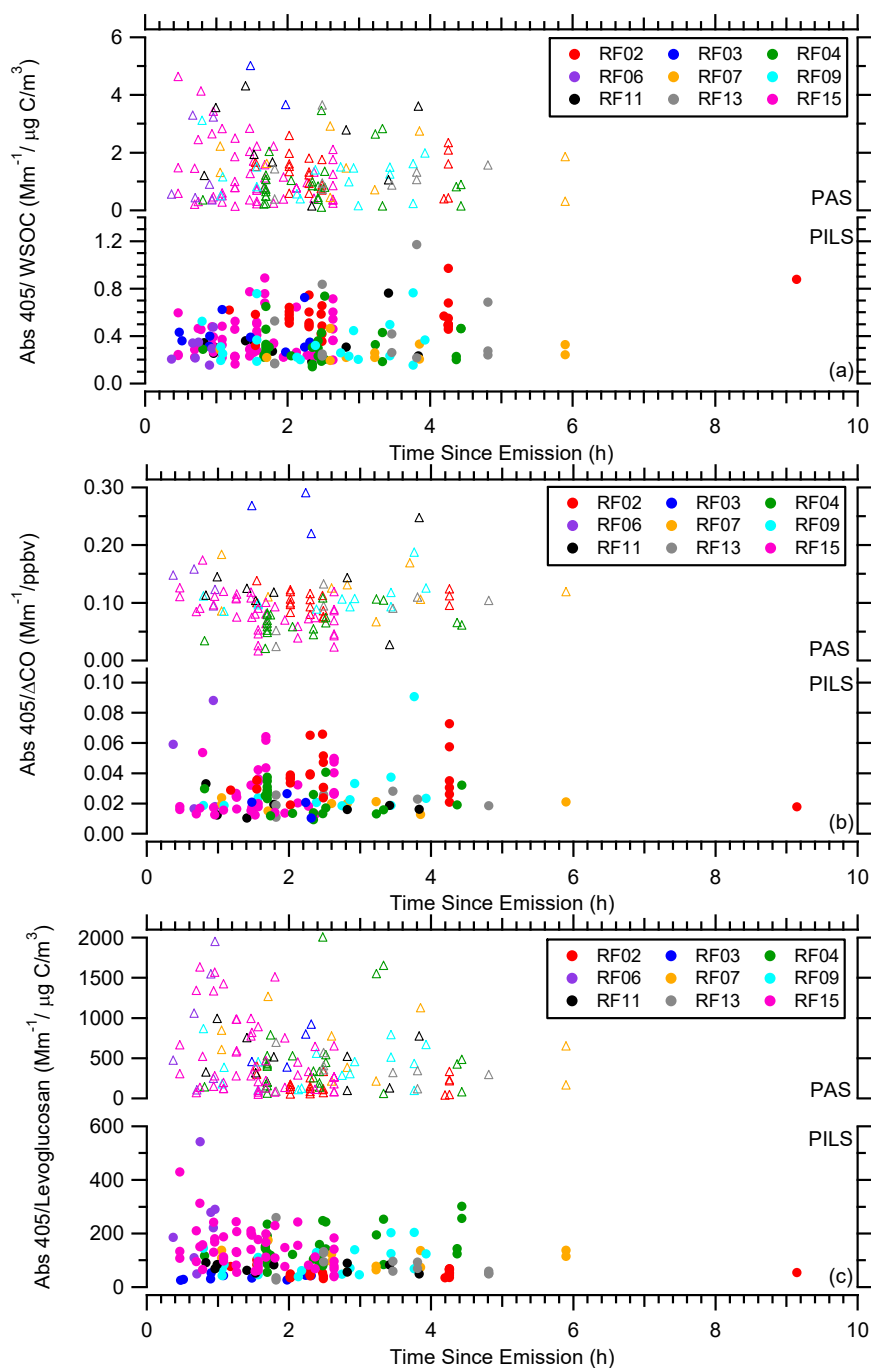 6
4
2
0
Abs 405/ WSOC (Mm⁻¹/ μg C/m³)
RF02 RF03 RF04
RF06 RF07 RF09
RF11 RF13 RF15
PAS
PILS
1.2
0.8
0.4
0.0
(a)
0 2 4 6 8 10
Time Since Emission (h)
0.30
0.20
0.10
0.00
Abs 405/ΔCO (Mm⁻¹/ppbv)
RF02 RF03 RF04
RF06 RF07 RF09
RF11 RF13 RF15
PAS
PILS
0.10
0.08
0.06
0.04
0.02
0.00
(b)
0 2 4 6 8 10
Time Since Emission (h)
2000
1500
1000
500
0
Abs 405/Levoglucosan (Mm⁻¹/ μg C/m³)
RF02 RF03 RF04
RF06 RF07 RF09
RF11 RF13 RF15
PAS
PILS
600
400
200
0
(c)
0 2 4 6 8 10
Time Since Emission (h)